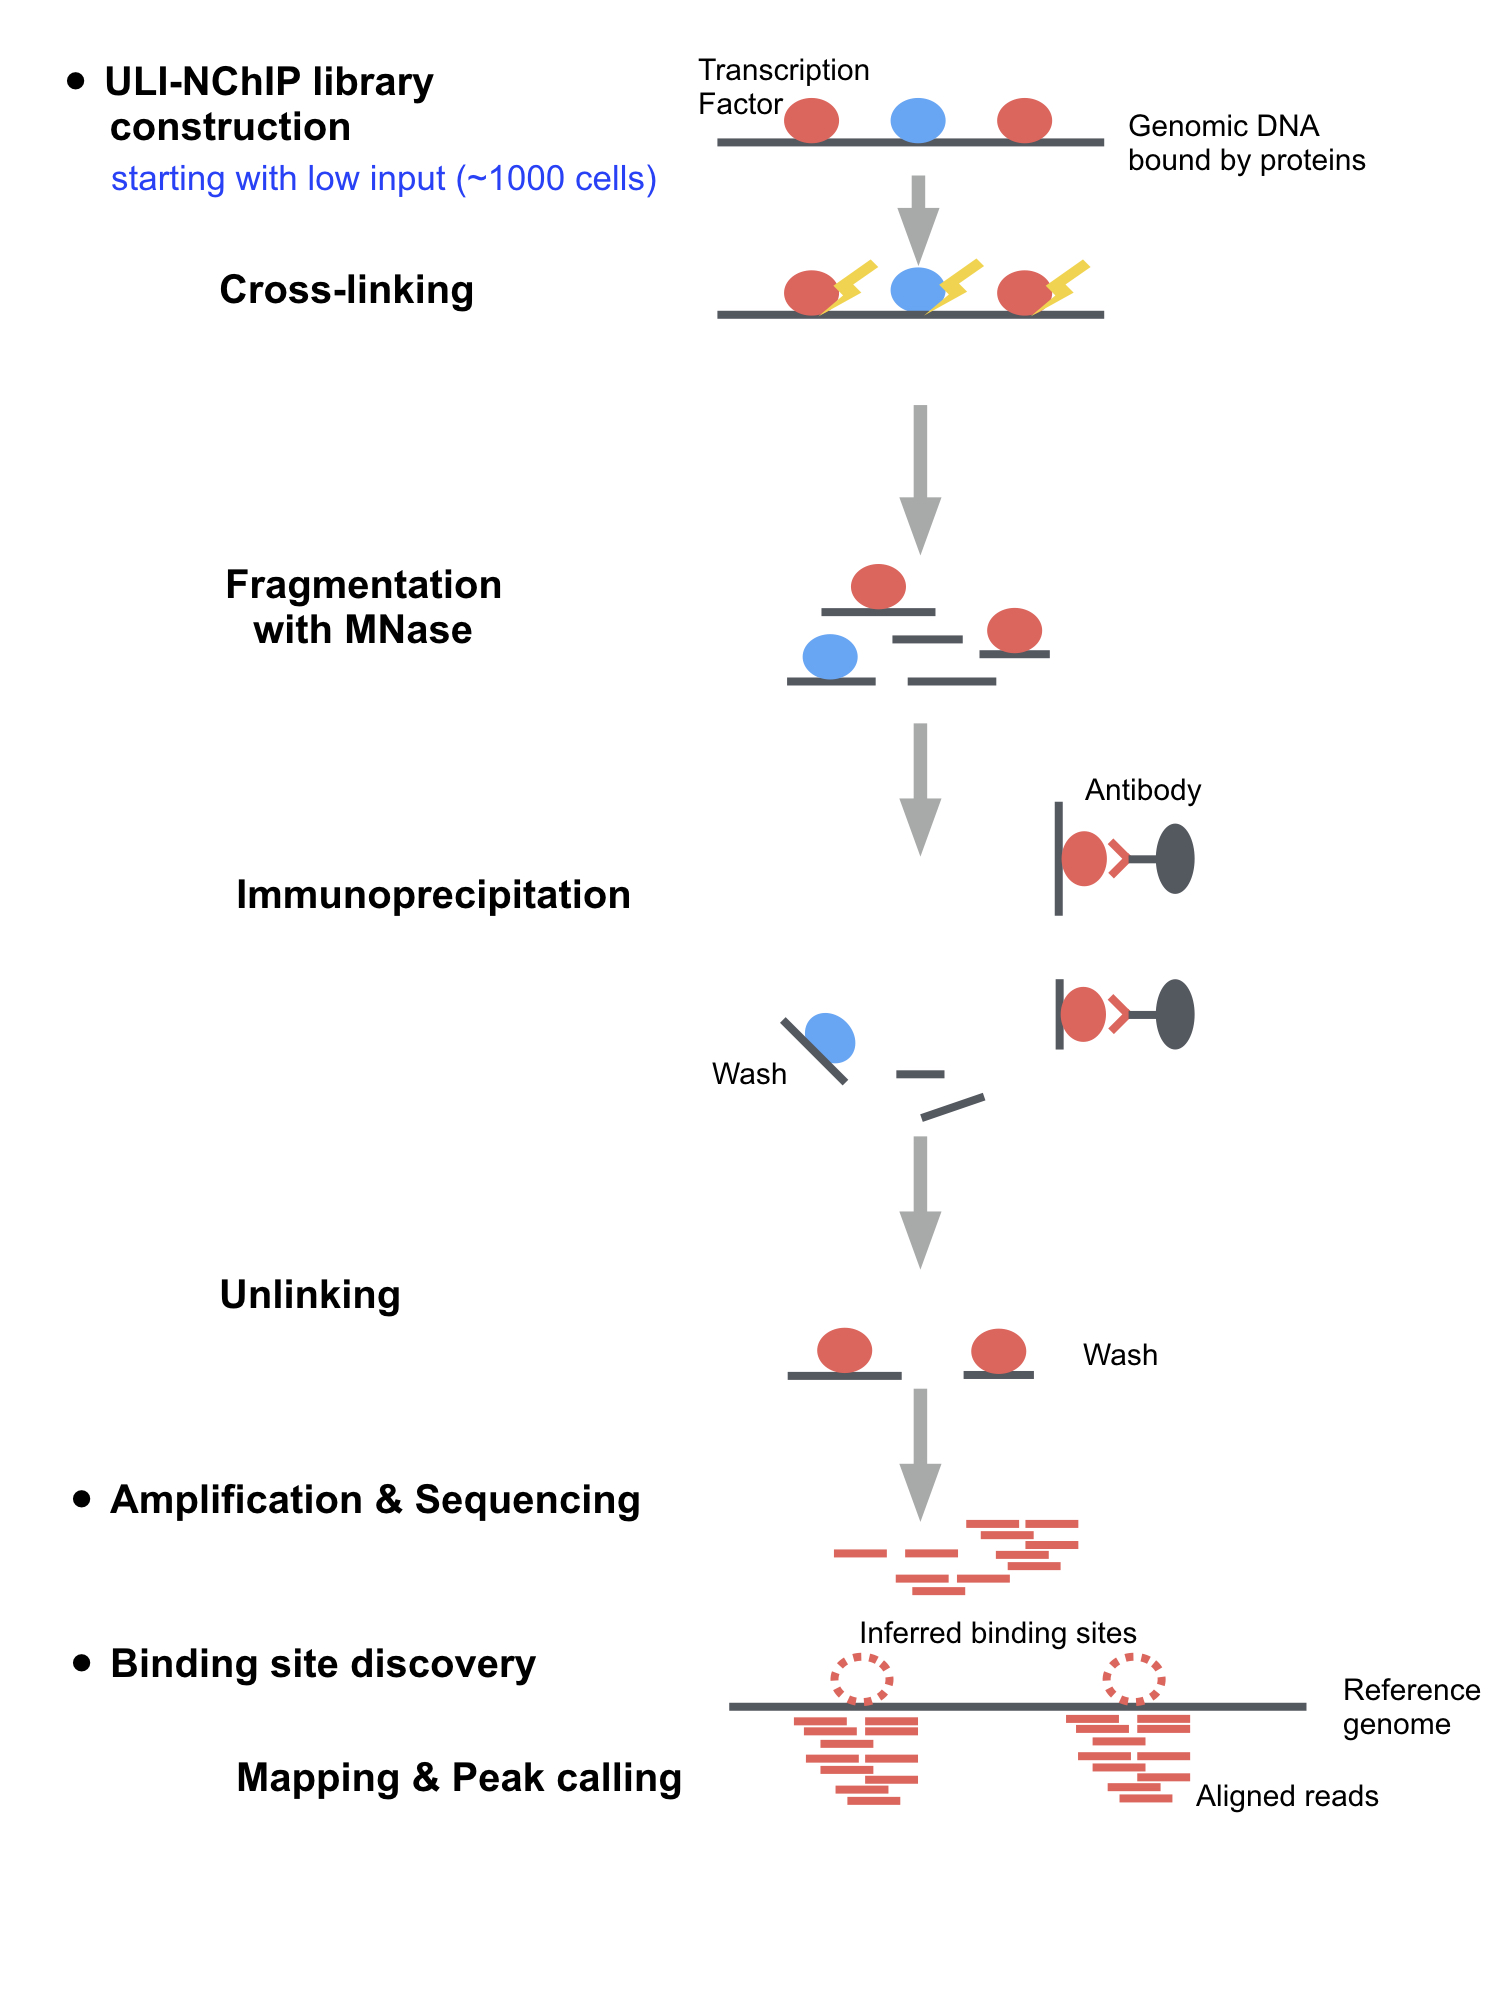 • ULI-NChIP library
construction
starting with low input (~1000 cells)
Transcription
Factor
Genomic DNA
bound by proteins
Cross-linking
Fragmentation
with MNase
Antibody
Immunoprecipitation
Wash
Unlinking
Wash
• Amplification & Sequencing
Inferred binding sites
• Binding site discovery
Reference
genome
Mapping & Peak calling
Aligned reads